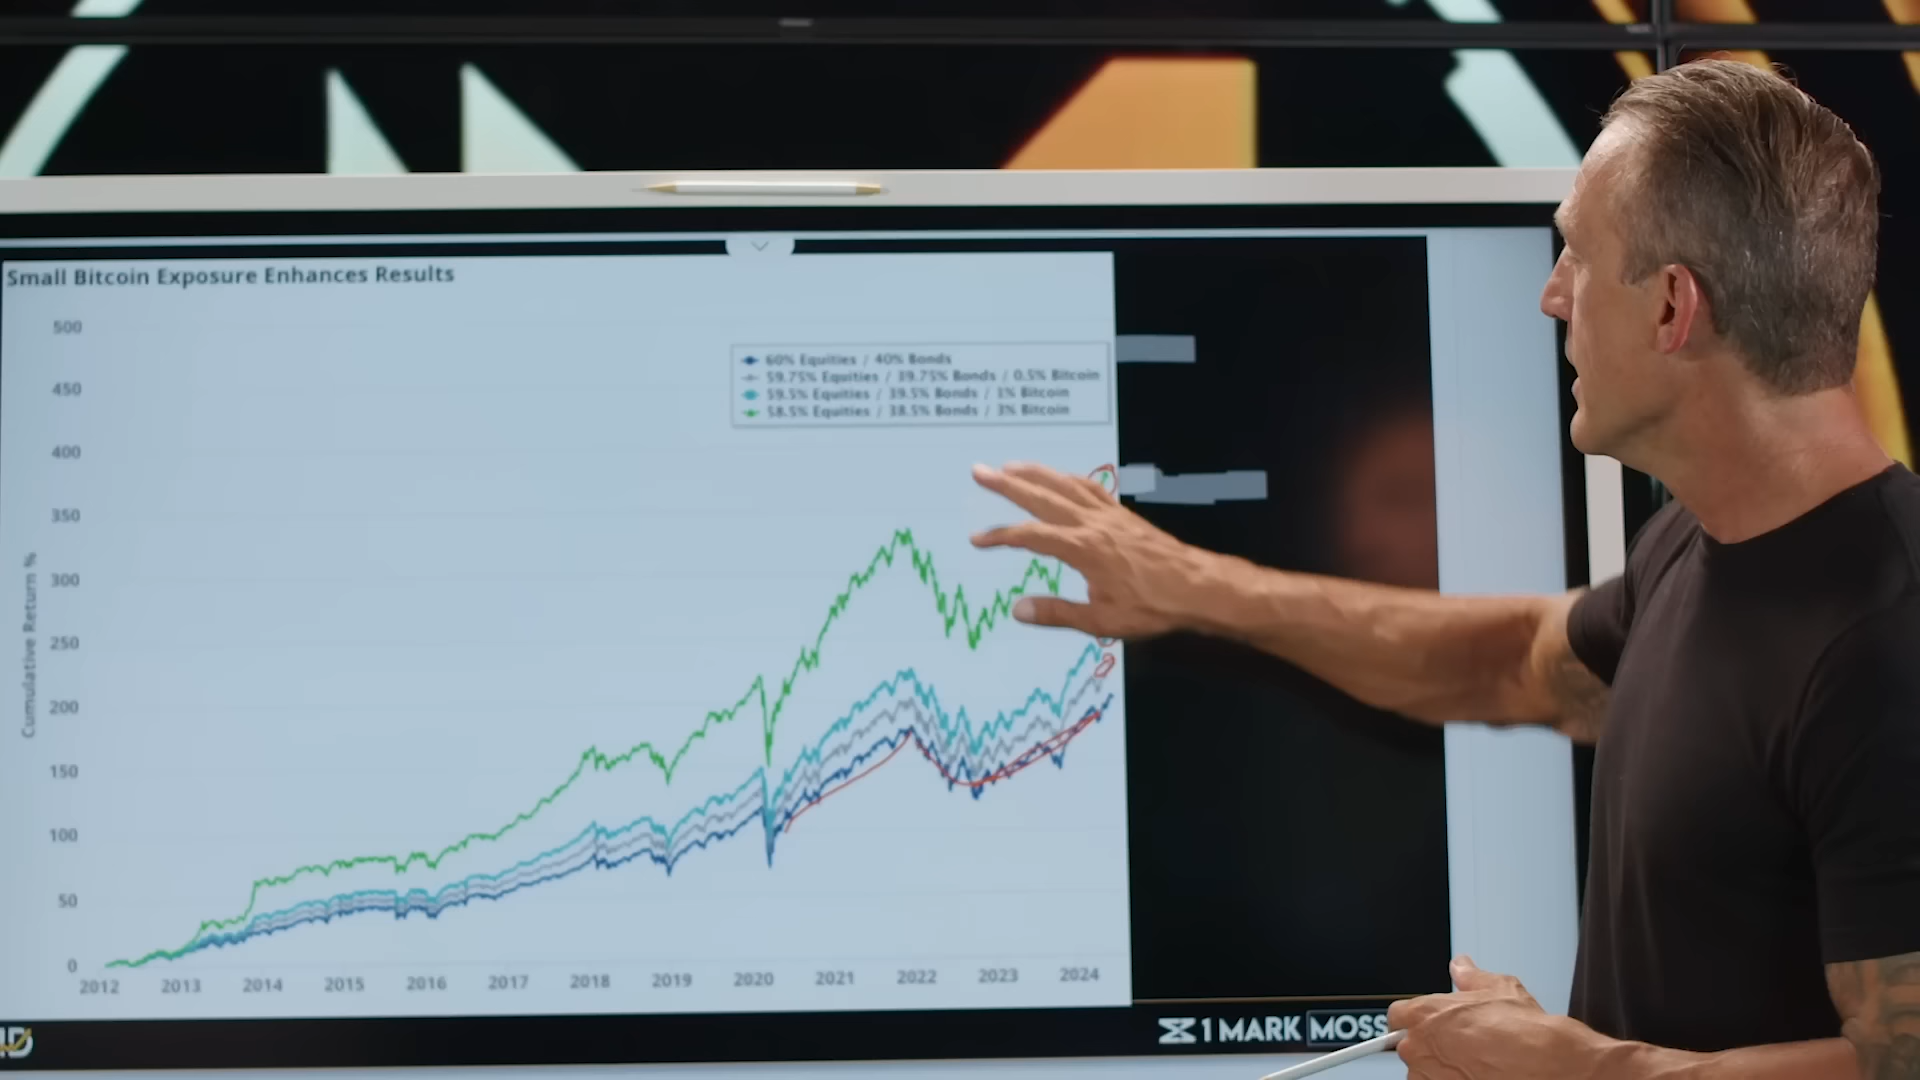 Small Bitcoin Exposure Enhances Results
500
450
400
350
300
250
200
150
100
50
0
Cumulative Return %
60% Equities / 40% Bonds
59.75% Equities / 39.75% Bonds / 0.5% Bitcoin
59.5% Equities / 39.5% Bonds / 1% Bitcoin
58.5% Equities / 38.5% Bonds / 3% Bitcoin
2012 2013 2014 2015 2016 2017 2018 2019 2020 2021 2022 2023 2024
1 MARK MOSS